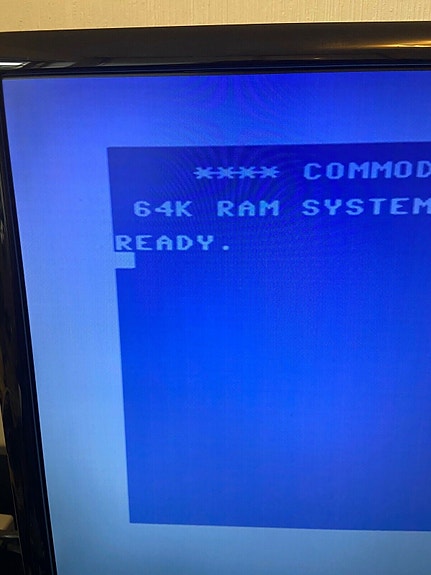 **** COMMOD
64K RAM SYSTEM
READY.